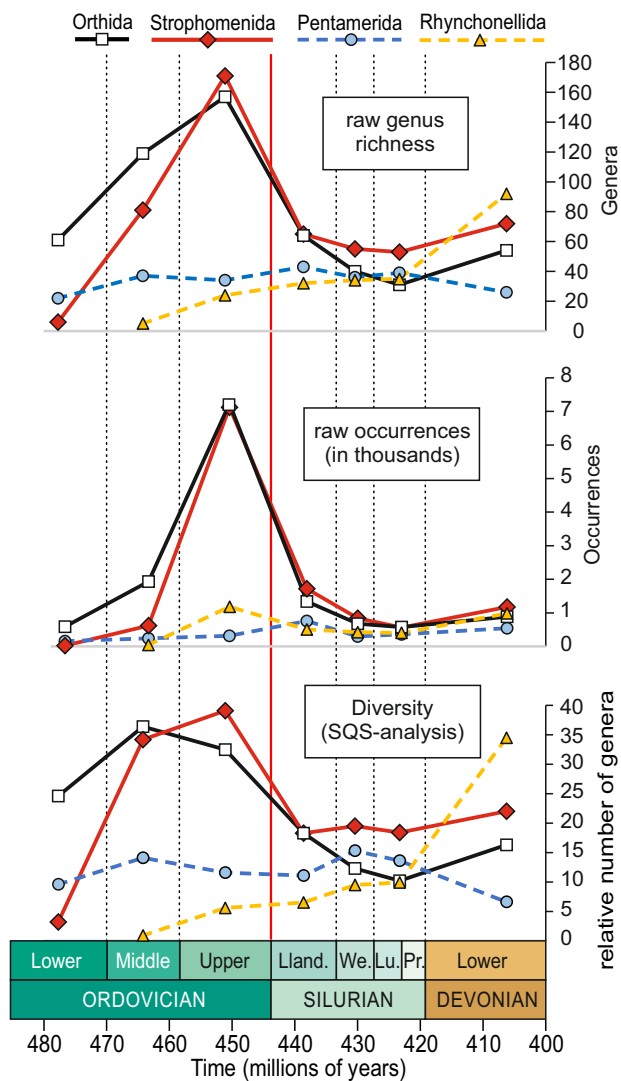 Orthida Strophomenida Pentamerida Rhynchonellida
raw genus
richness
180
160
140
120
100
80
60
40
20
0
Genera
raw occurrences
(in thousands)
8
7
6
5
4
3
2
1
0
Occurrences
Diversity
(SQS-analysis)
40
35
30
25
20
15
10
5
0
relative number of genera
Lower Middle Upper Lland. We. Lu. Pr. Lower
ORDOVICIAN SILURIAN DEVONIAN
480 470 460 450 440 430 420 410 400
Time (millions of years)